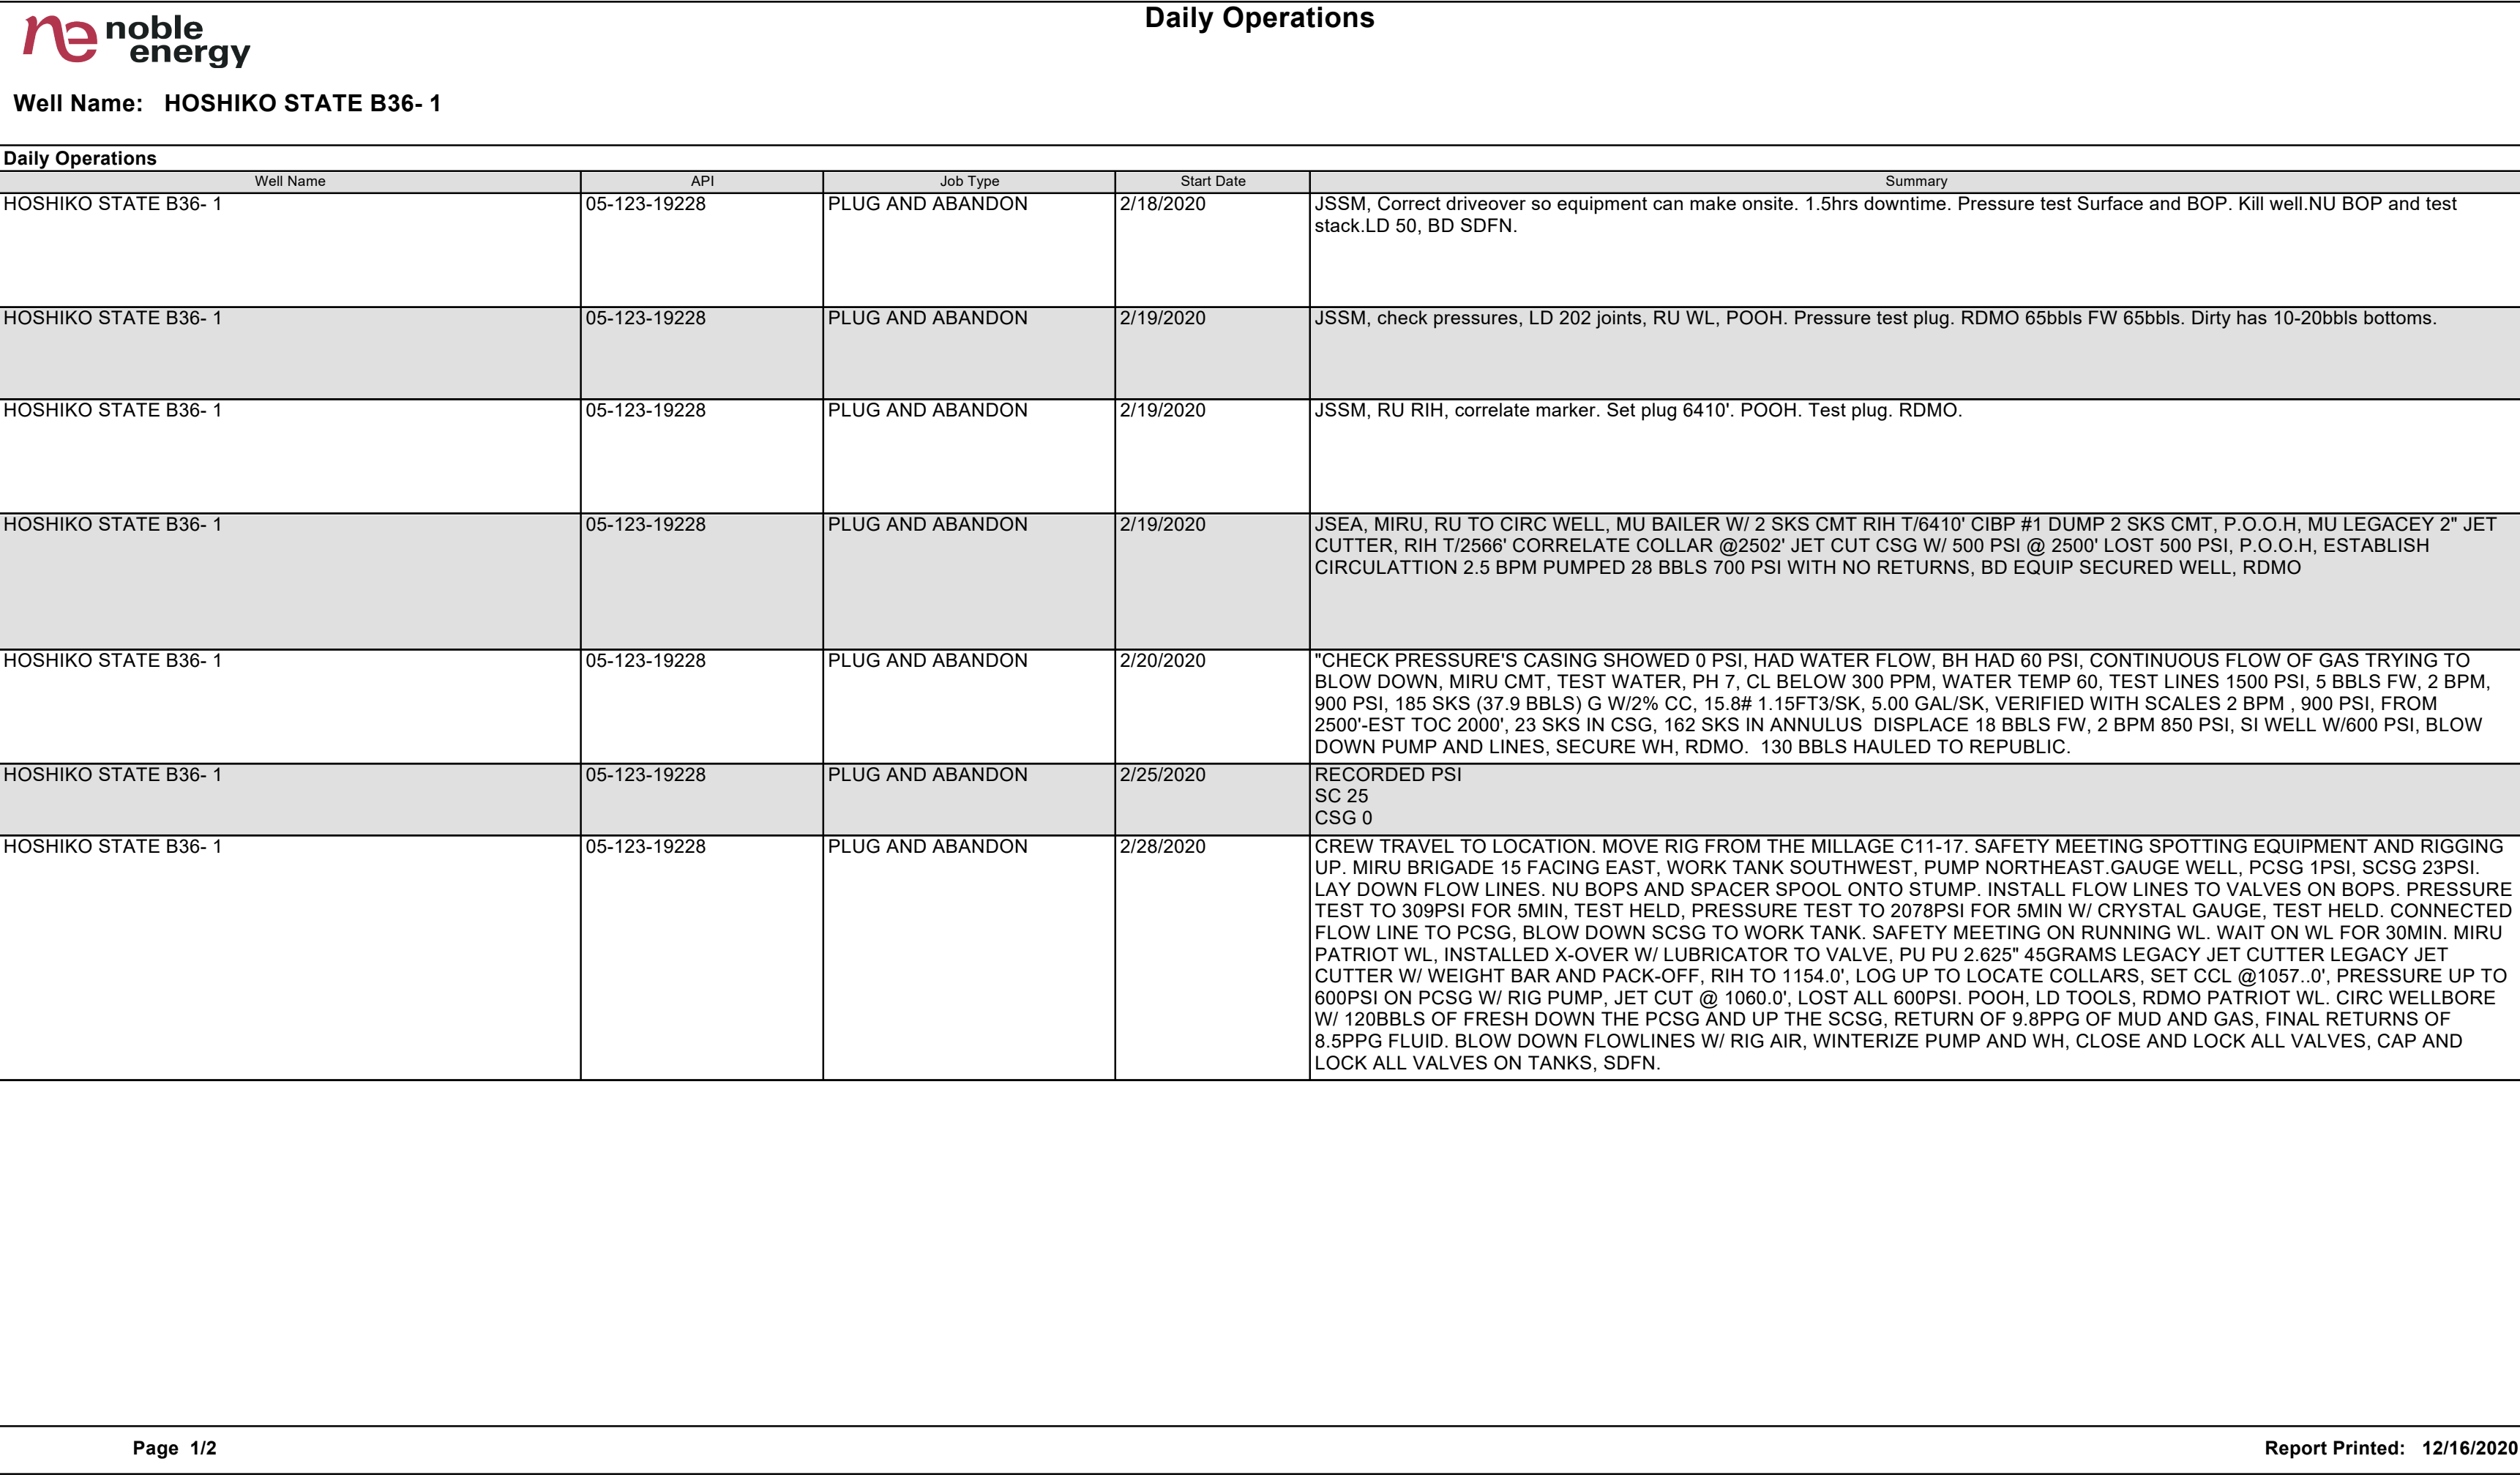 Daily Operations
noble
energy
Well Name: HOSHIKO STATE B36- 1
Daily Operations
Well Name API Job Type Start Date Summary
HOSHIKO STATE B36- 1 05-123-19228 PLUG AND ABANDON 2/18/2020 JSSM, Correct driveover so equipment can make onsite. 1.5hrs downtime. Pressure test Surface and BOP. Kill well.NU BOP and test
stack.LD 50, BD SDFN.
HOSHIKO STATE B36- 1 05-123-19228 PLUG AND ABANDON 2/19/2020 JSSM, check pressures, LD 202 joints, RU WL, POOH. Pressure test plug. RDMO 65bbls FW 65bbls. Dirty has 10-20bbls bottoms.
HOSHIKO STATE B36- 1 05-123-19228 PLUG AND ABANDON 2/19/2020 JSSM, RU RIH, correlate marker. Set plug 6410'. POOH. Test plug. RDMO.
HOSHIKO STATE B36- 1 05-123-19228 PLUG AND ABANDON 2/19/2020 JSEA, MIRU, RU TO CIRC WELL, MU BAILER W/ 2 SKS CMT RIH T/6410' CIBP #1 DUMP 2 SKS CMT, P.O.O.H, MU LEGACEY 2" JET
CUTTER, RIH T/2566' CORRELATE COLLAR @2502' JET CUT CSG W/ 500 PSI @ 2500' LOST 500 PSI, P.O.O.H, ESTABLISH
CIRCULATTION 2.5 BPM PUMPED 28 BBLS 700 PSI WITH NO RETURNS, BD EQUIP SECURED WELL, RDMO
HOSHIKO STATE B36- 1 05-123-19228 PLUG AND ABANDON 2/20/2020 "CHECK PRESSURE'S CASING SHOWED 0 PSI, HAD WATER FLOW, BH HAD 60 PSI, CONTINUOUS FLOW OF GAS TRYING TO
BLOW DOWN, MIRU CMT, TEST WATER, PH 7, CL BELOW 300 PPM, WATER TEMP 60, TEST LINES 1500 PSI, 5 BBLS FW, 2 BPM,
900 PSI, 185 SKS (37.9 BBLS) G W/2% CC, 15.8# 1.15FT3/SK, 5.00 GAL/SK, VERIFIED WITH SCALES 2 BPM , 900 PSI, FROM
2500'-EST TOC 2000', 23 SKS IN CSG, 162 SKS IN ANNULUS DISPLACE 18 BBLS FW, 2 BPM 850 PSI, SI WELL W/600 PSI, BLOW
DOWN PUMP AND LINES, SECURE WH, RDMO. 130 BBLS HAULED TO REPUBLIC.
HOSHIKO STATE B36- 1 05-123-19228 PLUG AND ABANDON 2/25/2020 RECORDED PSI
SC 25
CSG 0
HOSHIKO STATE B36- 1 05-123-19228 PLUG AND ABANDON 2/28/2020 CREW TRAVEL TO LOCATION. MOVE RIG FROM THE MILLAGE C11-17. SAFETY MEETING SPOTTING EQUIPMENT AND RIGGING
UP. MIRU BRIGADE 15 FACING EAST, WORK TANK SOUTHWEST, PUMP NORTHEAST.GAUGE WELL, PCSG 1PSI, SCSG 23PSI.
LAY DOWN FLOW LINES. NU BOPS AND SPACER SPOOL ONTO STUMP. INSTALL FLOW LINES TO VALVES ON BOPS. PRESSURE
TEST TO 309PSI FOR 5MIN, TEST HELD, PRESSURE TEST TO 2078PSI FOR 5MIN W/ CRYSTAL GAUGE, TEST HELD. CONNECTED
FLOW LINE TO PCSG, BLOW DOWN SCSG TO WORK TANK. SAFETY MEETING ON RUNNING WL. WAIT ON WL FOR 30MIN. MIRU
PATRIOT WL, INSTALLED X-OVER W/ LUBRICATOR TO VALVE, PU PU 2.625" 45GRAMS LEGACY JET CUTTER LEGACY JET
CUTTER W/ WEIGHT BAR AND PACK-OFF, RIH TO 1154.0', LOG UP TO LOCATE COLLARS, SET CCL @1057..0', PRESSURE UP TO
600PSI ON PCSG W/ RIG PUMP, JET CUT @ 1060.0', LOST ALL 600PSI. POOH, LD TOOLS, RDMO PATRIOT WL. CIRC WELLBORE
W/ 120BBLS OF FRESH DOWN THE PCSG AND UP THE SCSG, RETURN OF 9.8PPG OF MUD AND GAS, FINAL RETURNS OF
8.5PPG FLUID. BLOW DOWN FLOWLINES W/ RIG AIR, WINTERIZE PUMP AND WH, CLOSE AND LOCK ALL VALVES, CAP AND
LOCK ALL VALVES ON TANKS, SDFN.
Page 1/2 Report Printed: 12/16/2020